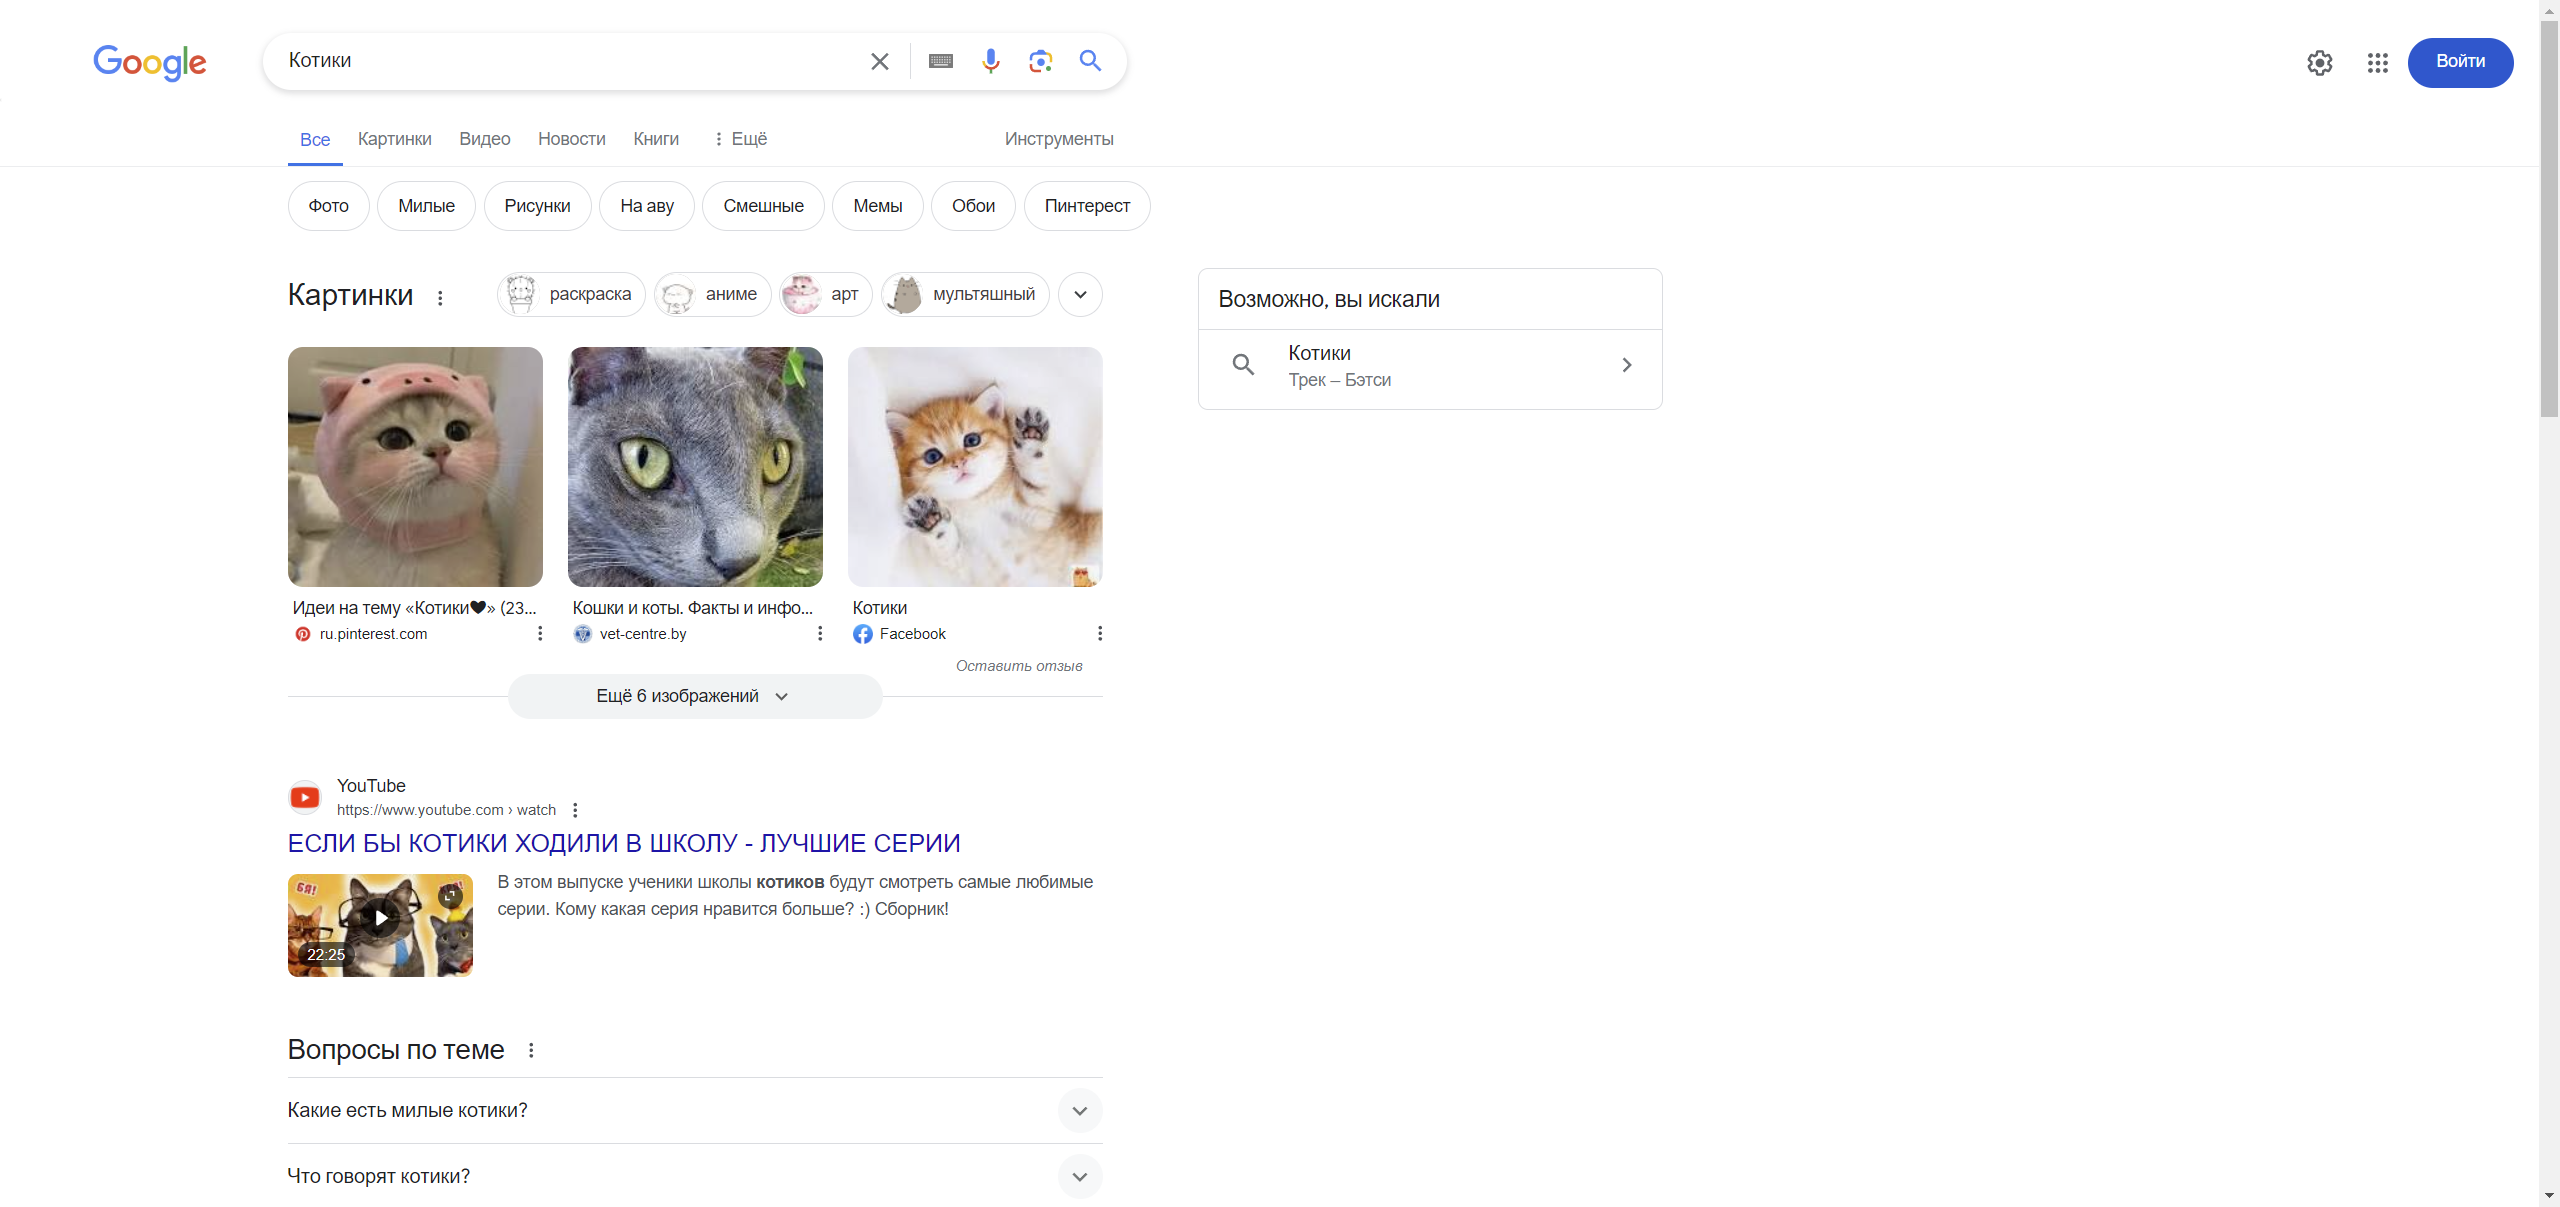 Google
Котики
Войти
Все
Картинки
Видео
Новости
Книги
Ещё
Инструменты
Фото
Милые
Рисунки
На аву
Смешные
Мемы
Обои
Пинтерест
Картинки
раскраска
аниме
арт
мультяшный
Идеи на тему «Котики🖤» (23...
ru.pinterest.com
Кошки и коты. Факты и инфо...
vet-centre.by
Котики
Facebook
Оставить отзыв
Ещё 6 изображений
YouTube
https://www.youtube.com › watch
ЕСЛИ БЫ КОТИКИ ХОДИЛИ В ШКОЛУ - ЛУЧШИЕ СЕРИИ
БЯ!
22:25
В этом выпуске ученики школы котиков будут смотреть самые любимые
серии. Кому какая серия нравится больше? :) Сборник!
Вопросы по теме
Какие есть милые котики?
Что говорят котики?
Возможно, вы искали
Котики
Трек – Бэтси